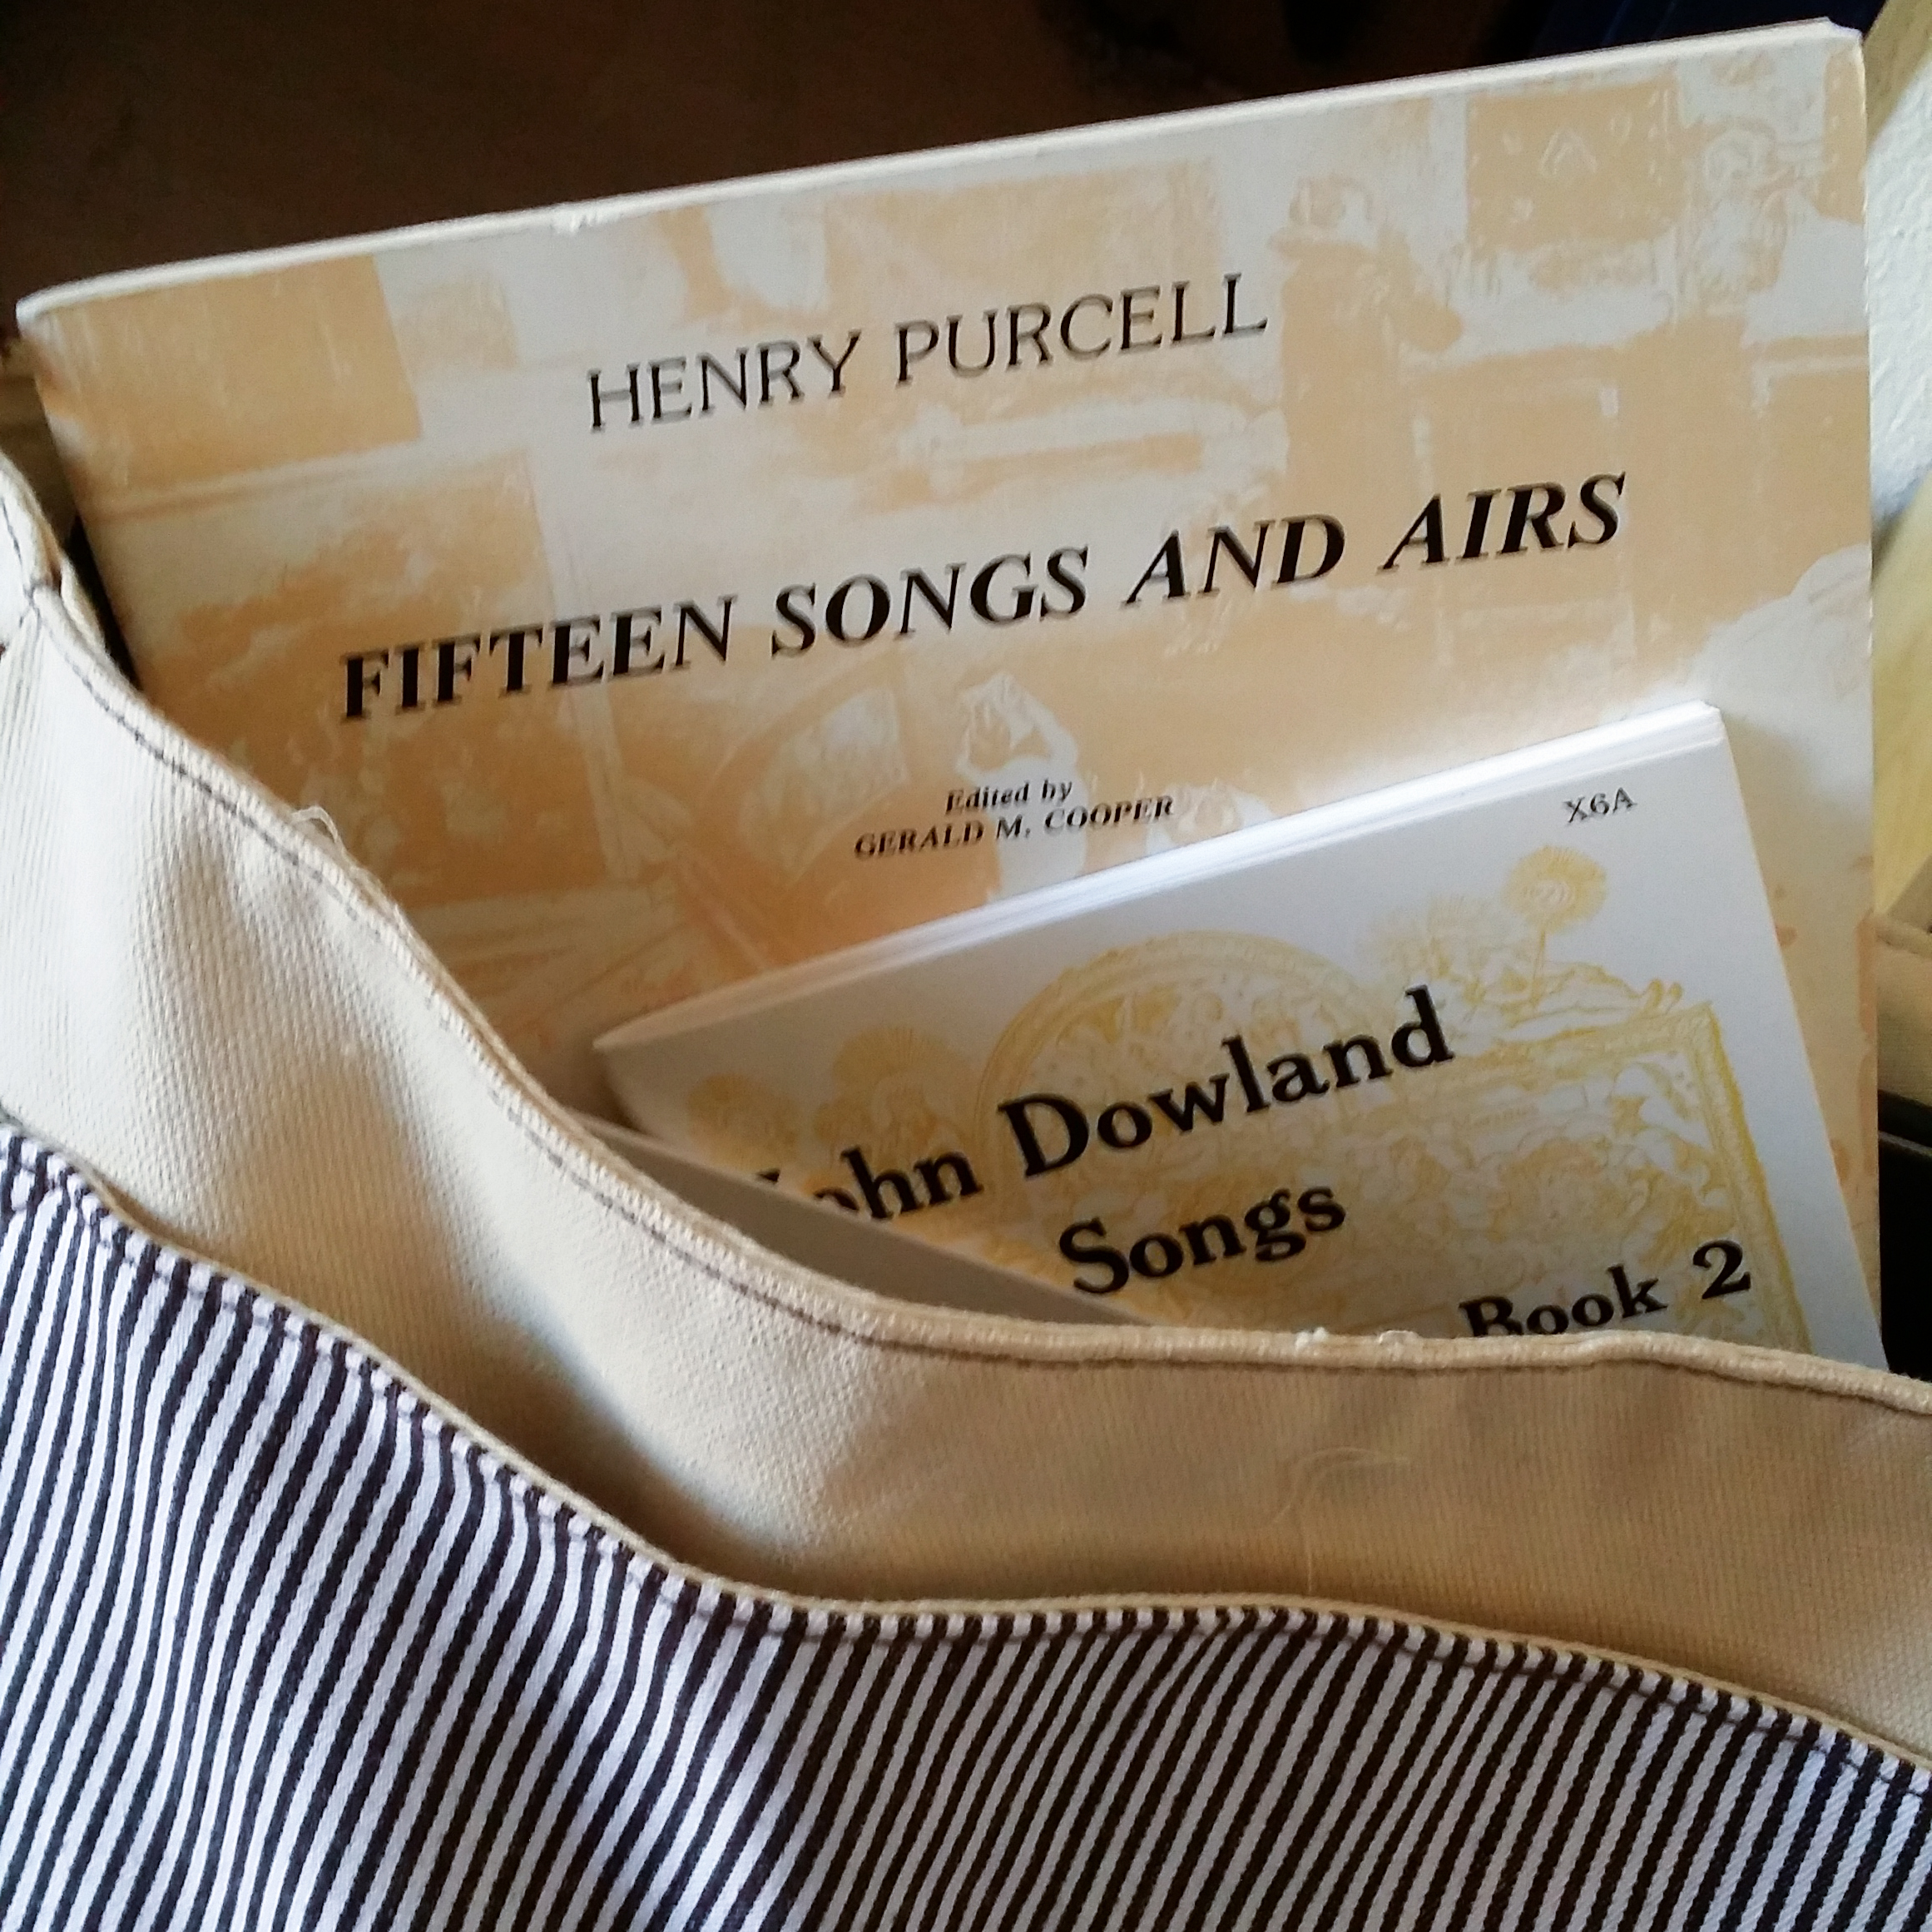 HENRY PURCELL
FIFTEEN SONGS AND AIRS
Edited by
GERALD M. COOPER
X6A
John Dowland
Songs
Book 2